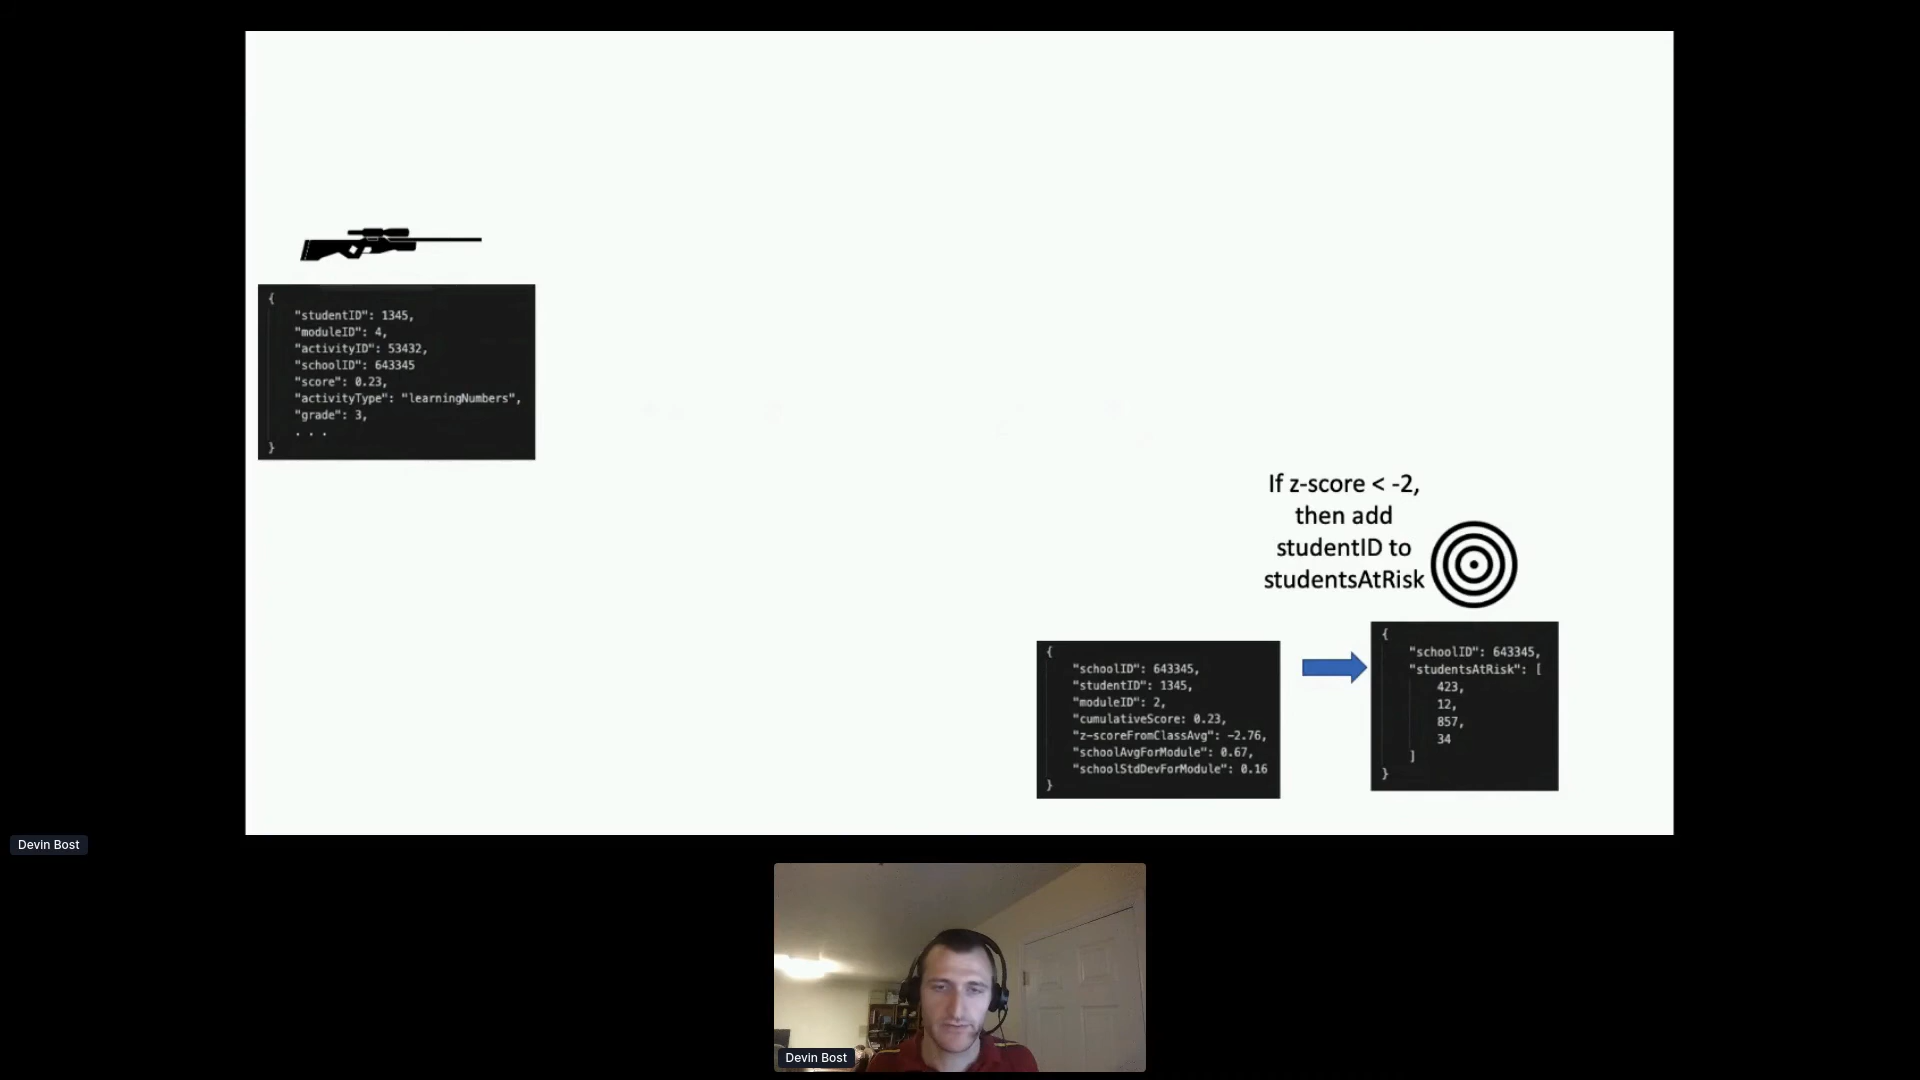 {
"studentID": 1345,
"moduleID": 4,
"activityID": 53432,
"schoolID": 643345
"score": 0.23,
"activityType": "learningNumbers",
"grade": 3,
. . .
}
If z-score < -2,
then add
studentID to
studentsAtRisk
{
"schoolID": 643345,
"studentID": 1345,
"moduleID": 2,
"cumulativeScore: 0.23,
"z-scoreFromClassAvg": -2.76,
"schoolAvgForModule": 0.67,
"schoolStdDevForModule": 0.16
}
{
"schoolID": 643345,
"studentsAtRisk": [
423,
12,
857,
34
]
}
Devin Bost
Devin Bost